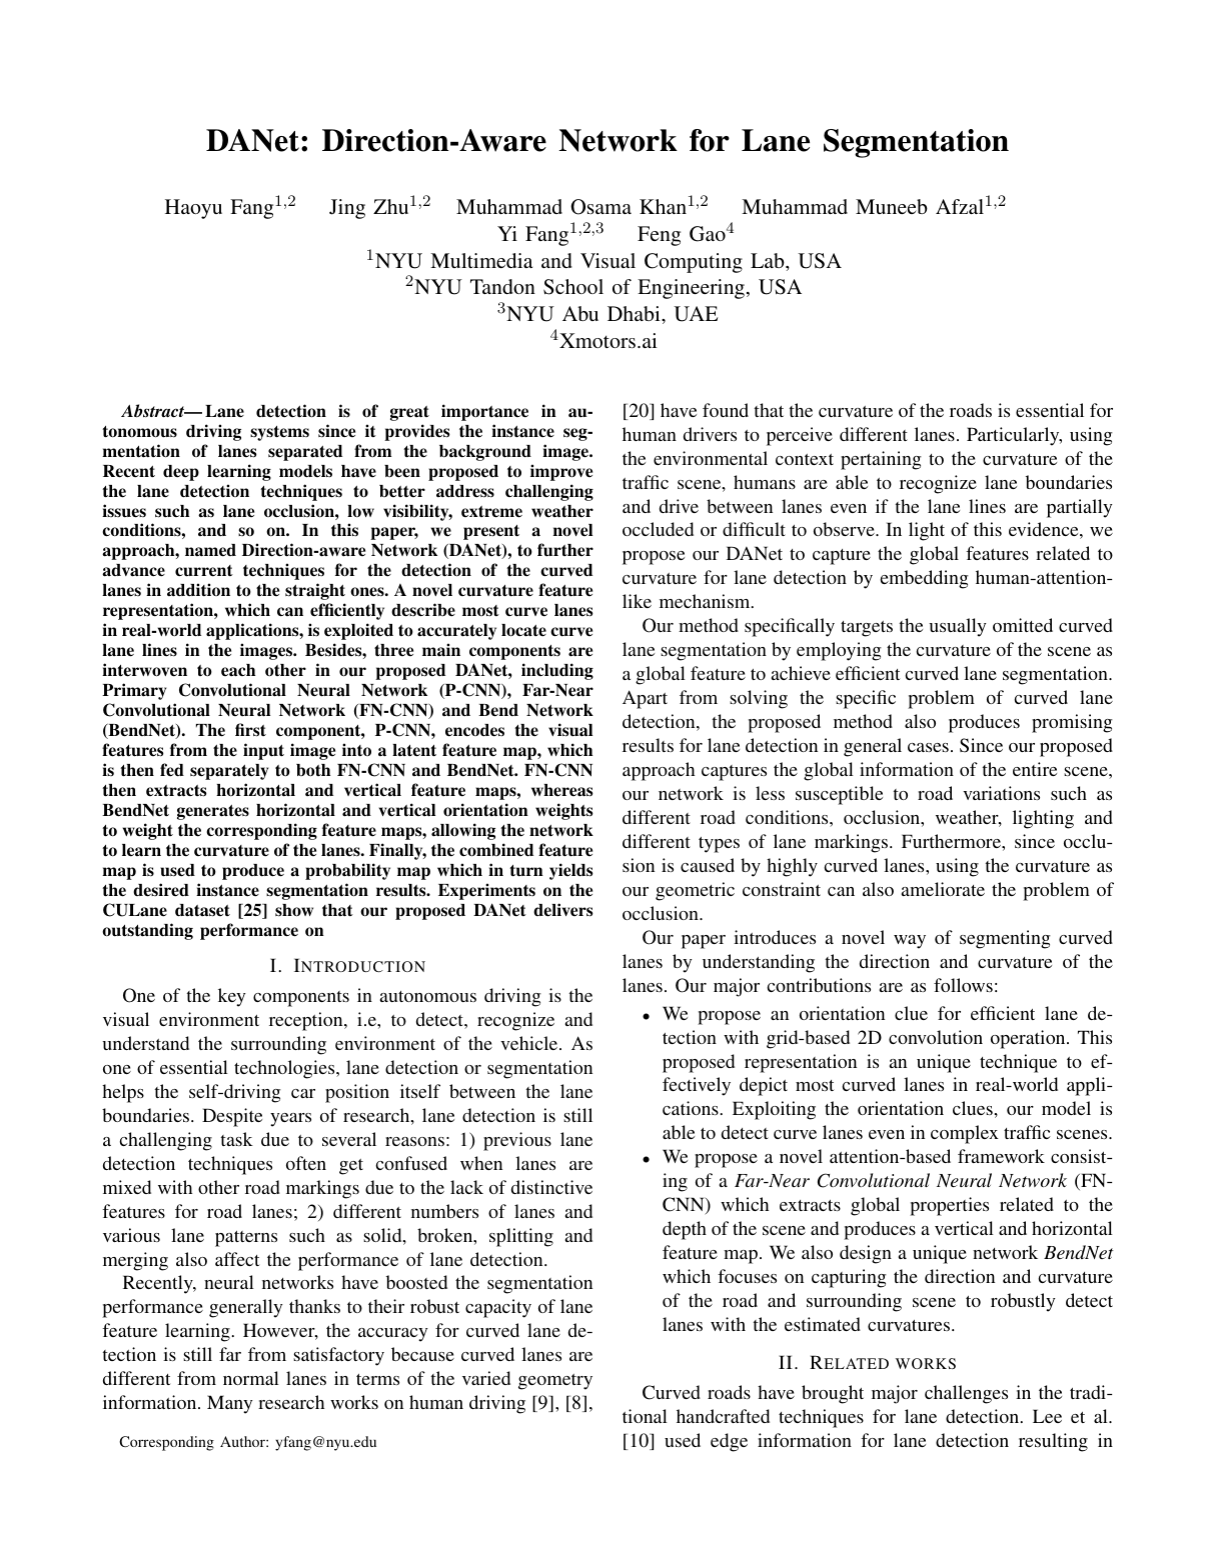 DANet: Direction-Aware Network for Lane Segmentation
Haoyu Fang1,2 Jing Zhu1,2 Muhammad Osama Khan1,2 Muhammad Muneeb Afzal1,2
Yi Fang1,2,3 Feng Gao4
1NYU Multimedia and Visual Computing Lab, USA
2NYU Tandon School of Engineering, USA
3NYU Abu Dhabi, UAE
4Xmotors.ai
Abstract— Lane detection is of great importance in au-
tonomous driving systems since it provides the instance seg-
mentation of lanes separated from the background image.
Recent deep learning models have been proposed to improve
the lane detection techniques to better address challenging
issues such as lane occlusion, low visibility, extreme weather
conditions, and so on. In this paper, we present a novel
approach, named Direction-aware Network (DANet), to further
advance current techniques for the detection of the curved
lanes in addition to the straight ones. A novel curvature feature
representation, which can efficiently describe most curve lanes
in real-world applications, is exploited to accurately locate curve
lane lines in the images. Besides, three main components are
interwoven to each other in our proposed DANet, including
Primary Convolutional Neural Network (P-CNN), Far-Near
Convolutional Neural Network (FN-CNN) and Bend Network
(BendNet). The first component, P-CNN, encodes the visual
features from the input image into a latent feature map, which
is then fed separately to both FN-CNN and BendNet. FN-CNN
then extracts horizontal and vertical feature maps, whereas
BendNet generates horizontal and vertical orientation weights
to weight the corresponding feature maps, allowing the network
to learn the curvature of the lanes. Finally, the combined feature
map is used to produce a probability map which in turn yields
the desired instance segmentation results. Experiments on the
CULane dataset [25] show that our proposed DANet delivers
outstanding performance on
I. INTRODUCTION
One of the key components in autonomous driving is the
visual environment reception, i.e, to detect, recognize and
understand the surrounding environment of the vehicle. As
one of essential technologies, lane detection or segmentation
helps the self-driving car position itself between the lane
boundaries. Despite years of research, lane detection is still
a challenging task due to several reasons: 1) previous lane
detection techniques often get confused when lanes are
mixed with other road markings due to the lack of distinctive
features for road lanes; 2) different numbers of lanes and
various lane patterns such as solid, broken, splitting and
merging also affect the performance of lane detection.
Recently, neural networks have boosted the segmentation
performance generally thanks to their robust capacity of lane
feature learning. However, the accuracy for curved lane de-
tection is still far from satisfactory because curved lanes are
different from normal lanes in terms of the varied geometry
information. Many research works on human driving [9], [8],
Corresponding Author: yfang@nyu.edu
[20] have found that the curvature of the roads is essential for
human drivers to perceive different lanes. Particularly, using
the environmental context pertaining to the curvature of the
traffic scene, humans are able to recognize lane boundaries
and drive between lanes even if the lane lines are partially
occluded or difficult to observe. In light of this evidence, we
propose our DANet to capture the global features related to
curvature for lane detection by embedding human-attention-
like mechanism.
Our method specifically targets the usually omitted curved
lane segmentation by employing the curvature of the scene as
a global feature to achieve efficient curved lane segmentation.
Apart from solving the specific problem of curved lane
detection, the proposed method also produces promising
results for lane detection in general cases. Since our proposed
approach captures the global information of the entire scene,
our network is less susceptible to road variations such as
different road conditions, occlusion, weather, lighting and
different types of lane markings. Furthermore, since occlu-
sion is caused by highly curved lanes, using the curvature as
our geometric constraint can also ameliorate the problem of
occlusion.
Our paper introduces a novel way of segmenting curved
lanes by understanding the direction and curvature of the
lanes. Our major contributions are as follows:
• We propose an orientation clue for efficient lane de-
tection with grid-based 2D convolution operation. This
proposed representation is an unique technique to ef-
fectively depict most curved lanes in real-world appli-
cations. Exploiting the orientation clues, our model is
able to detect curve lanes even in complex traffic scenes.
• We propose a novel attention-based framework consist-
ing of a Far-Near Convolutional Neural Network (FN-
CNN) which extracts global properties related to the
depth of the scene and produces a vertical and horizontal
feature map. We also design a unique network BendNet
which focuses on capturing the direction and curvature
of the road and surrounding scene to robustly detect
lanes with the estimated curvatures.
II. RELATED WORKS
Curved roads have brought major challenges in the tradi-
tional handcrafted techniques for lane detection. Lee et al.
[10] used edge information for lane detection resulting in